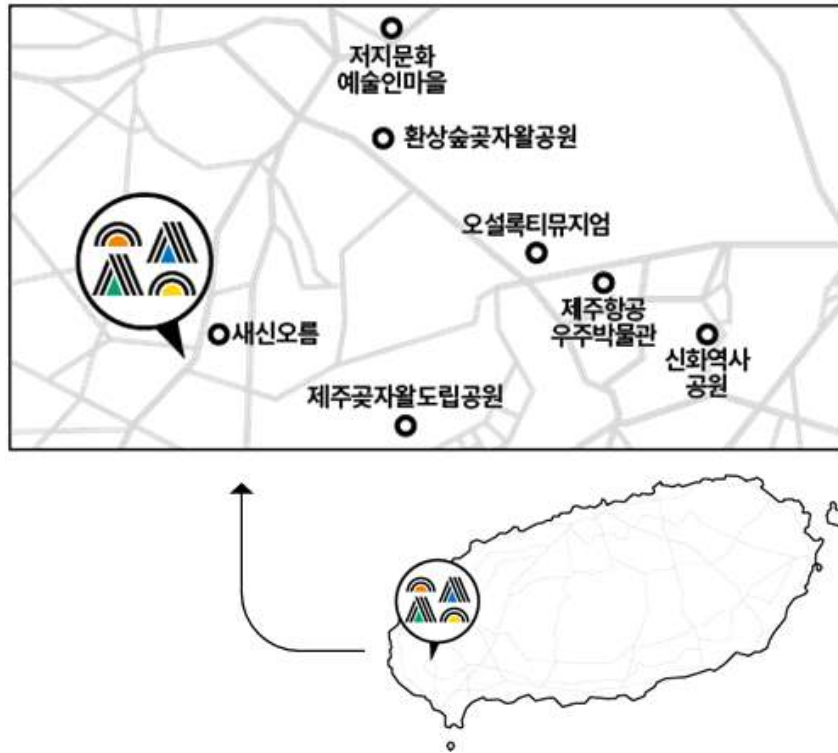 저지문화
예술인마을
환상숲곶자왈공원
오설록티뮤지엄
제주항공
우주박물관
새신오름
신화역사
공원
제주곶자왈도립공원